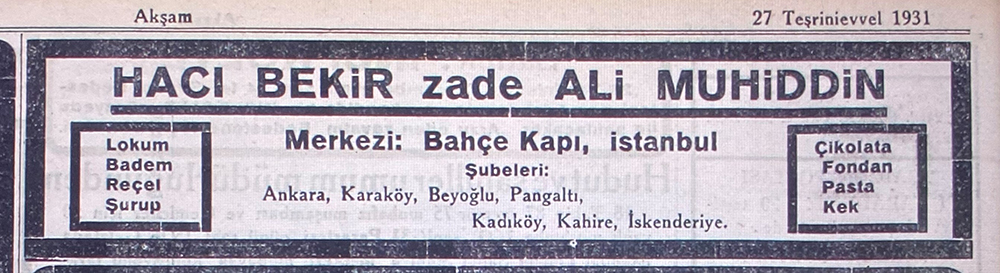 Akşam
27 Teşrinievvel 1931
HACI BEKiR zade ALi MUHiDDiN
Lokum
Badem
Reçel
Şurup
Merkezi: Bahçe Kapı, istanbul
Şubeleri:
Ankara, Karaköy, Beyoğlu, Pangaltı,
Kadıköy, Kahire, İskenderiye.
Çikolata
Fondan
Pasta
Kek